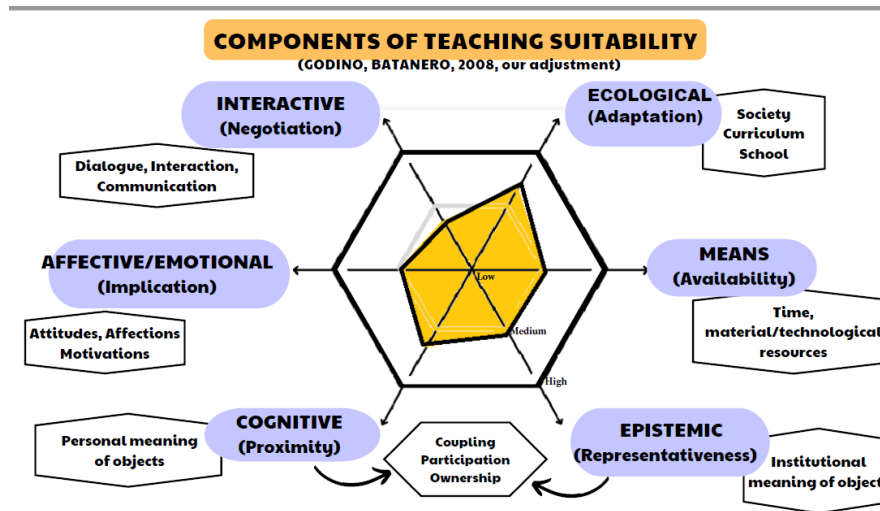 COMPONENTS OF TEACHING SUITABILITY
(GODINO, BATANERO, 2008, our adjustment)
INTERACTIVE
(Negotiation)
ECOLOGICAL
(Adaptation)
Society
Curriculum
School
Dialogue, Interaction,
Communication
AFFECTIVE/EMOTIONAL
(Implication)
MEANS
(Availability)
Low
Attitudes, Affections
Motivations
Time,
material/technological
resources
Medium
High
COGNITIVE
(Proximity)
EPISTEMIC
(Representativeness)
Personal meaning
of objects
Coupling
Participation
Ownership
Institutional
meaning of object